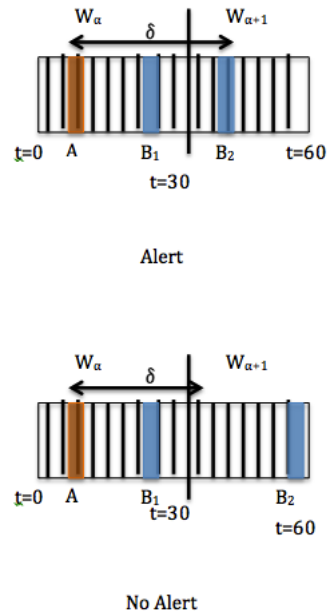 Wα δ Wα+1
t=0 A B1 B2 t=60
t=30
Alert
Wα δ Wα+1
t=0 A B1 B2
t=30 t=60
No Alert